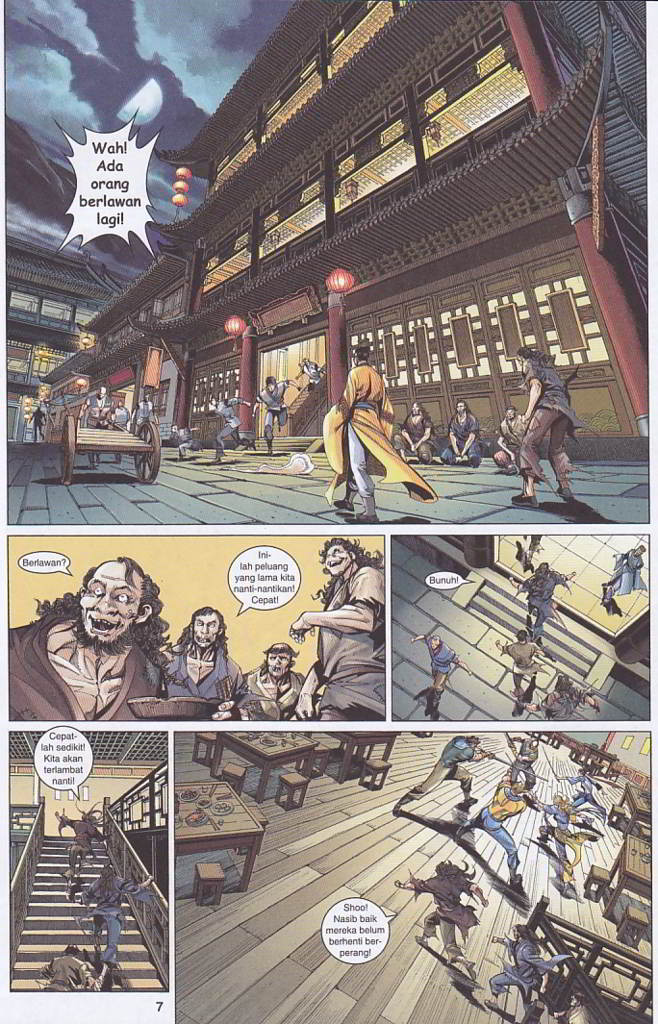 Wah!
Ada
orang
berlawan
lagi!
Berlawan?
Ini-
lah peluang
yang lama kita
nanti-nantikan!
Cepat!
Bunuh!
Cepat-
lah sedikit!
Kita akan
terlambat
nanti!
Shoo!
Nasib baik
mereka belum
berhenti ber-
perang!
7